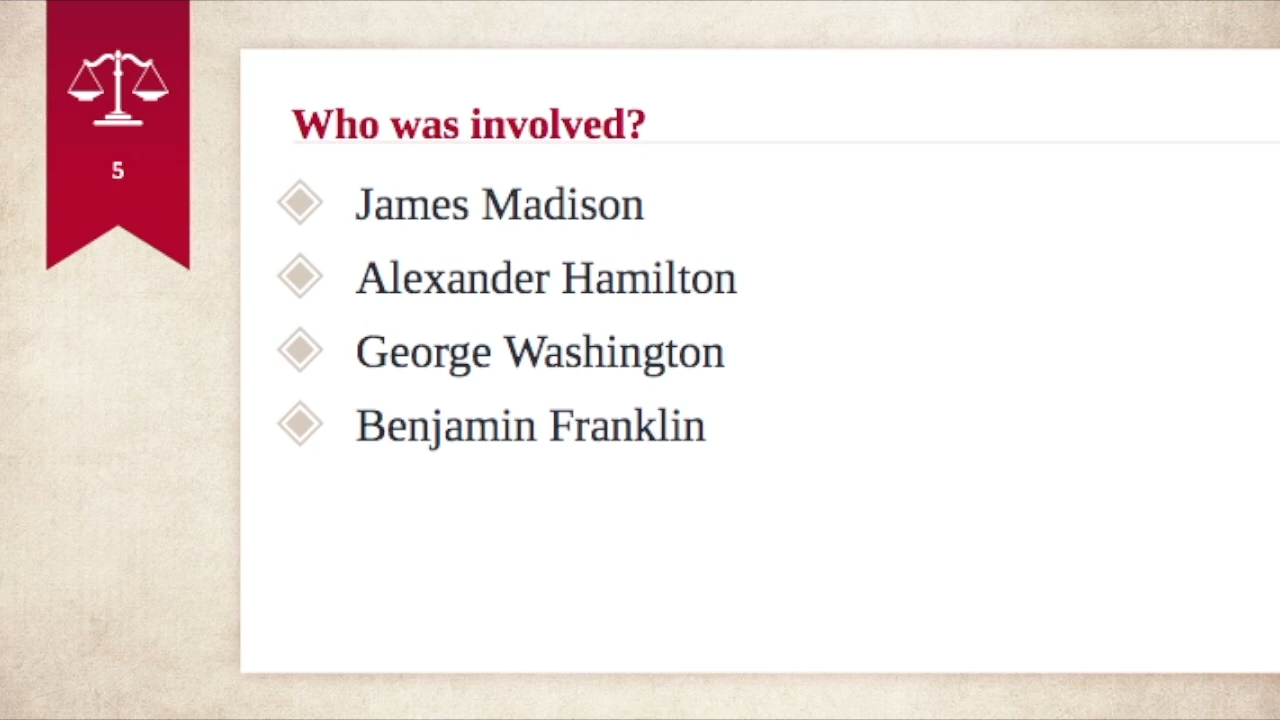 5
Who was involved?
James Madison
Alexander Hamilton
George Washington
Benjamin Franklin